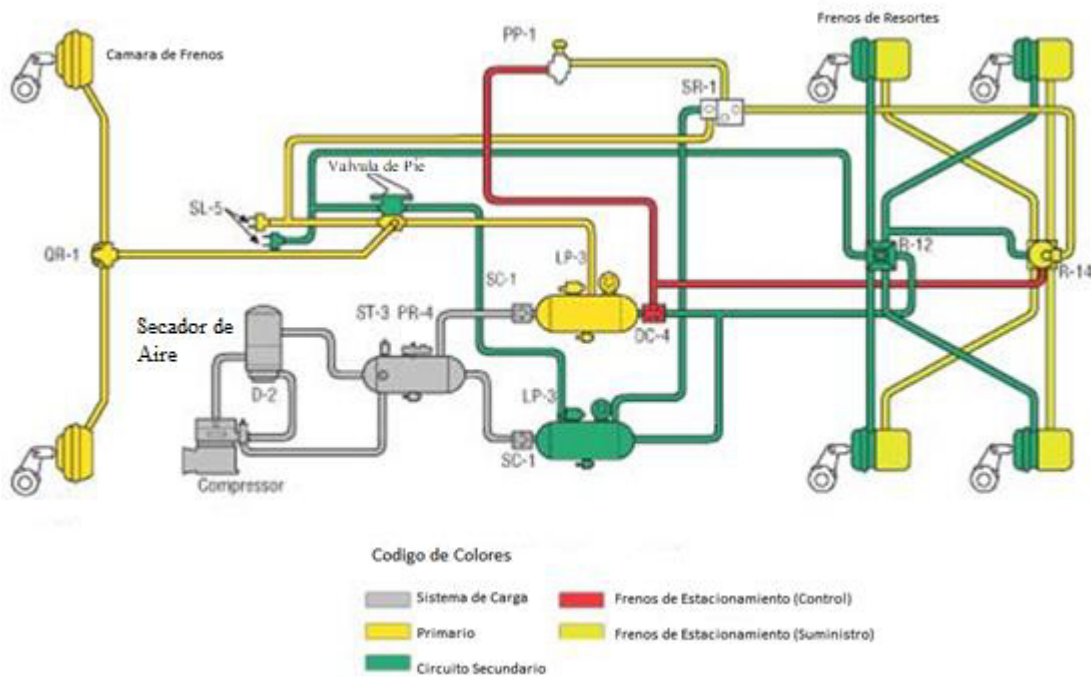 Camara de Frenos
PP-1
Frenos de Resortes
SR-1
Valvula de Pie
SL-5
QR-1
R-12
R-14
SC-1
LP-3
Secador de
Aire
ST-3 PR-4
DC-4
D-2
LP-3
SC-1
Compressor
Codigo de Colores
Sistema de Carga
Frenos de Estacionamiento (Control)
Primario
Frenos de Estacionamiento (Suministro)
Circuito Secundario